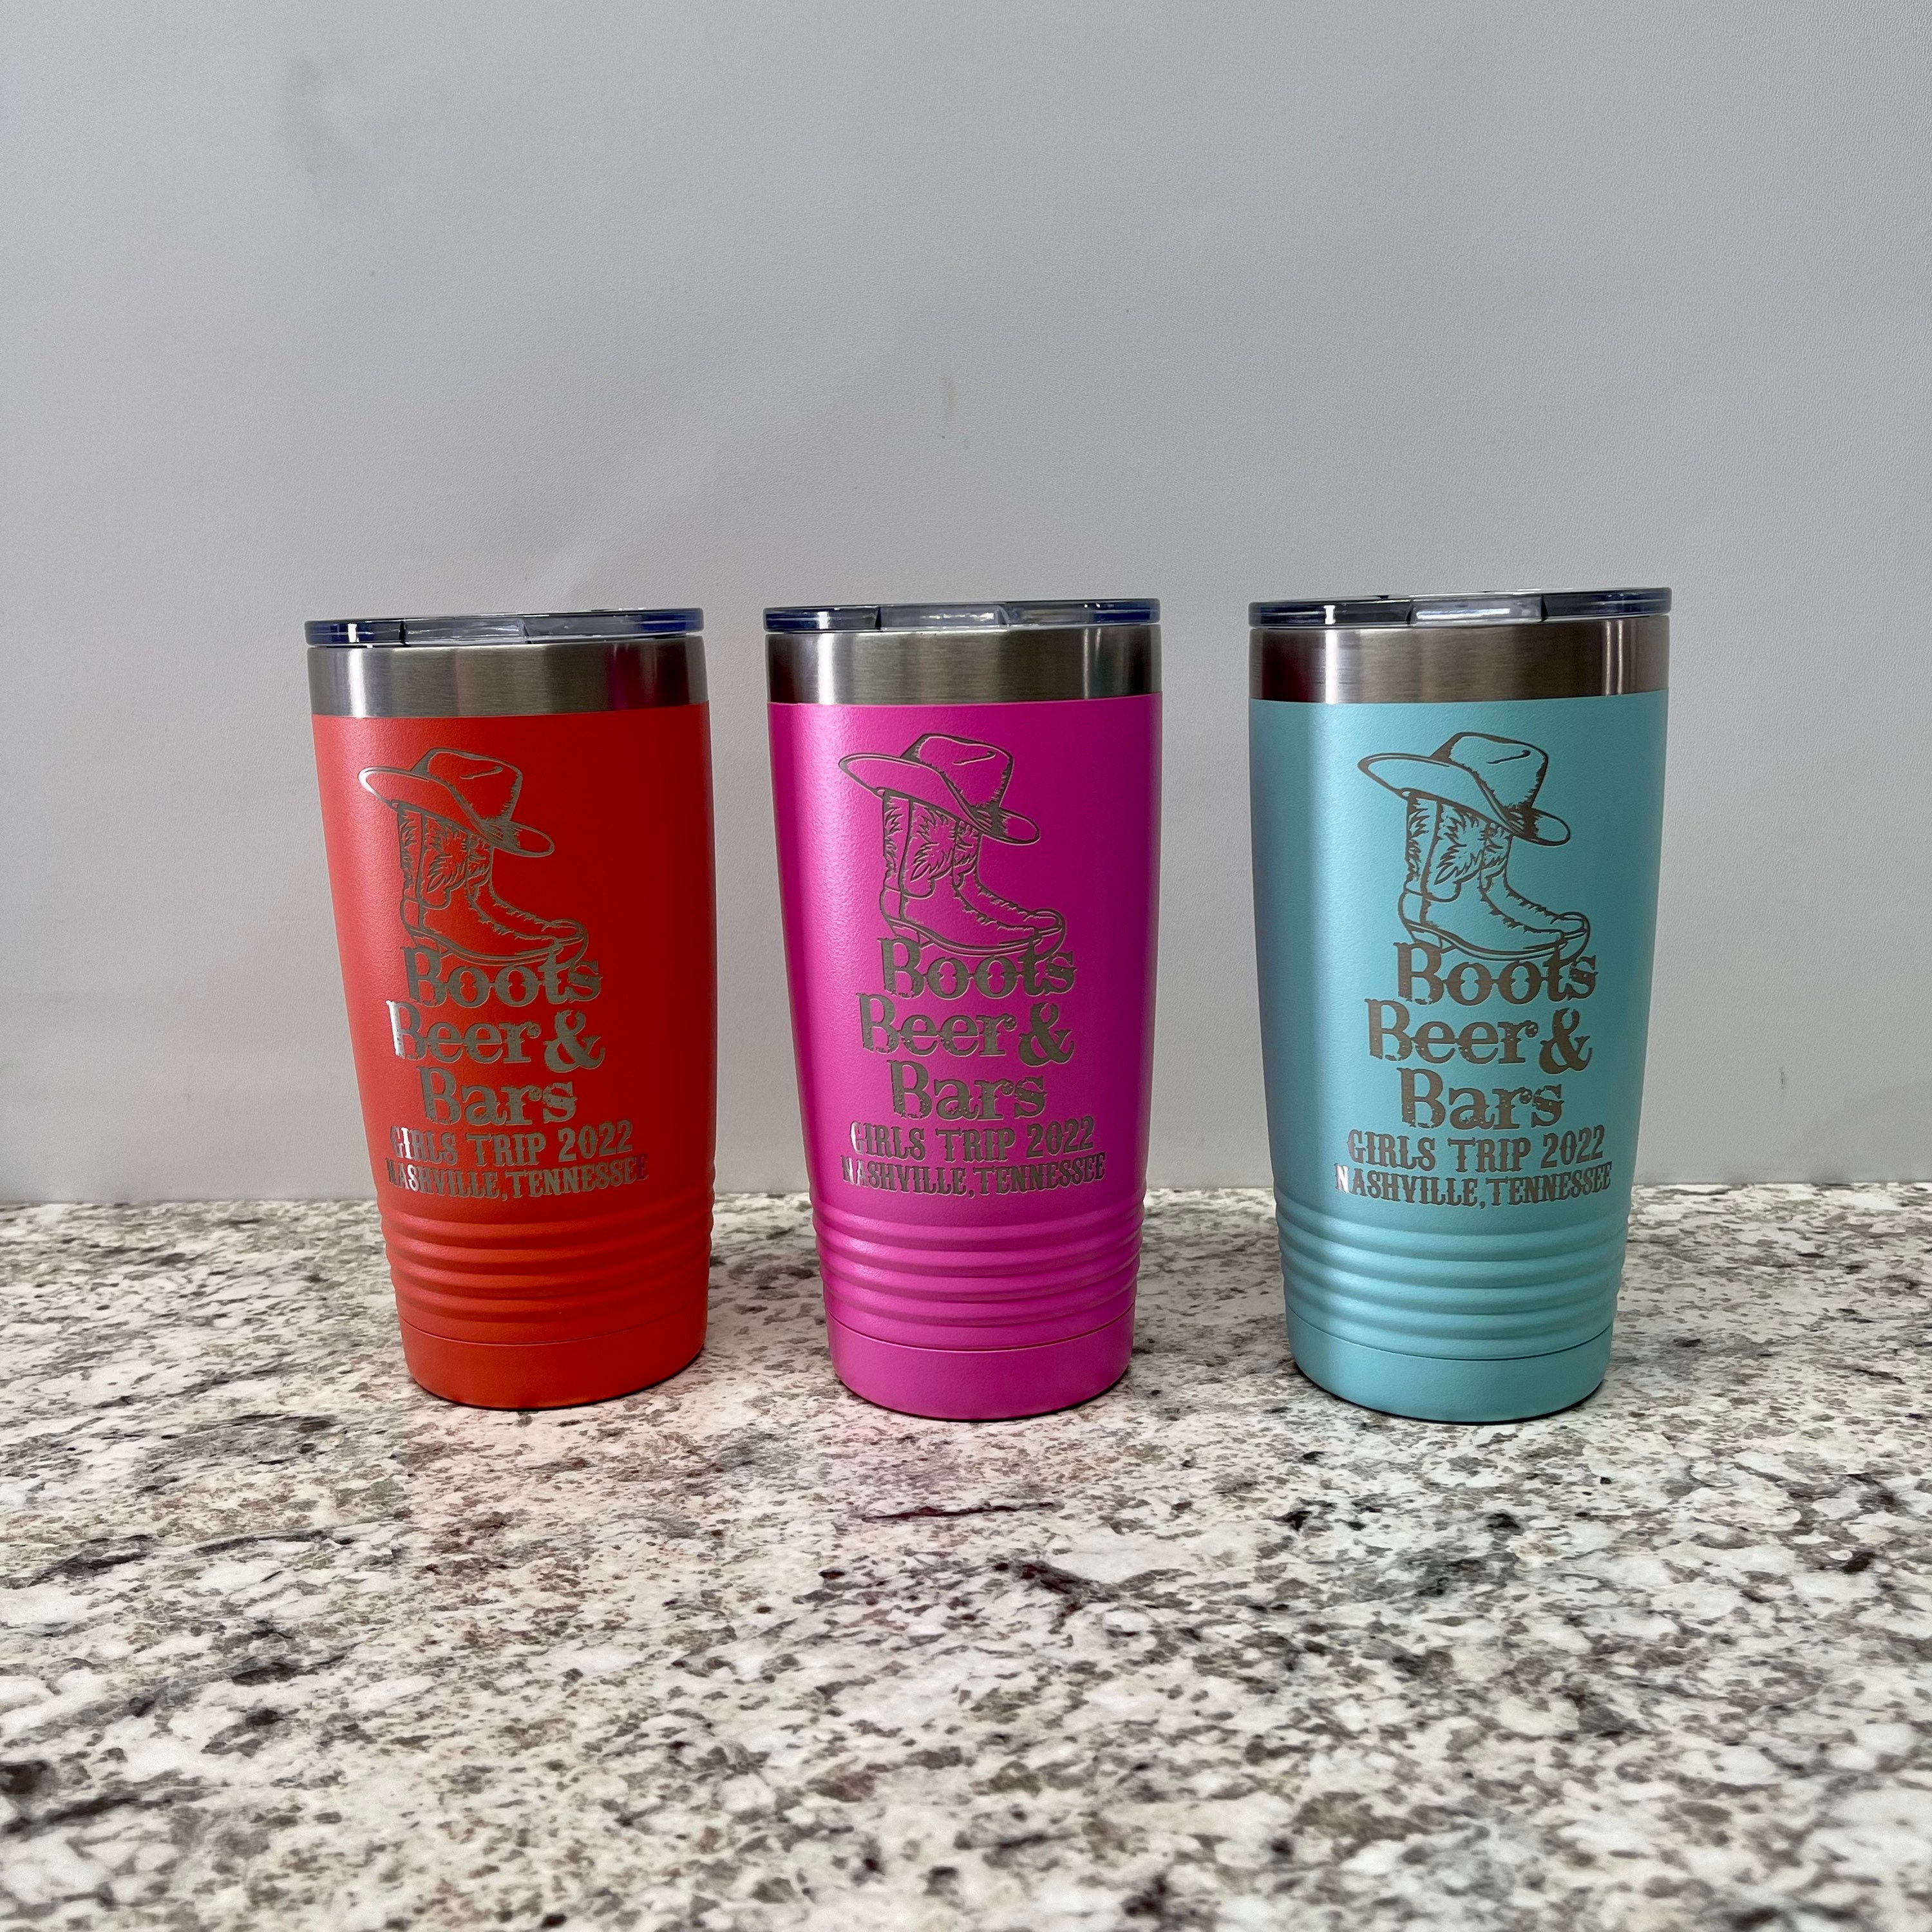 Boots
Beer &
Bars
GIRLS TRIP 2022
NASHVILLE, TENNESSEE
Boots
Beer &
Bars
GIRLS TRIP 2022
NASHVILLE, TENNESSEE
Boots
Beer &
Bars
GIRLS TRIP 2022
NASHVILLE, TENNESSEE